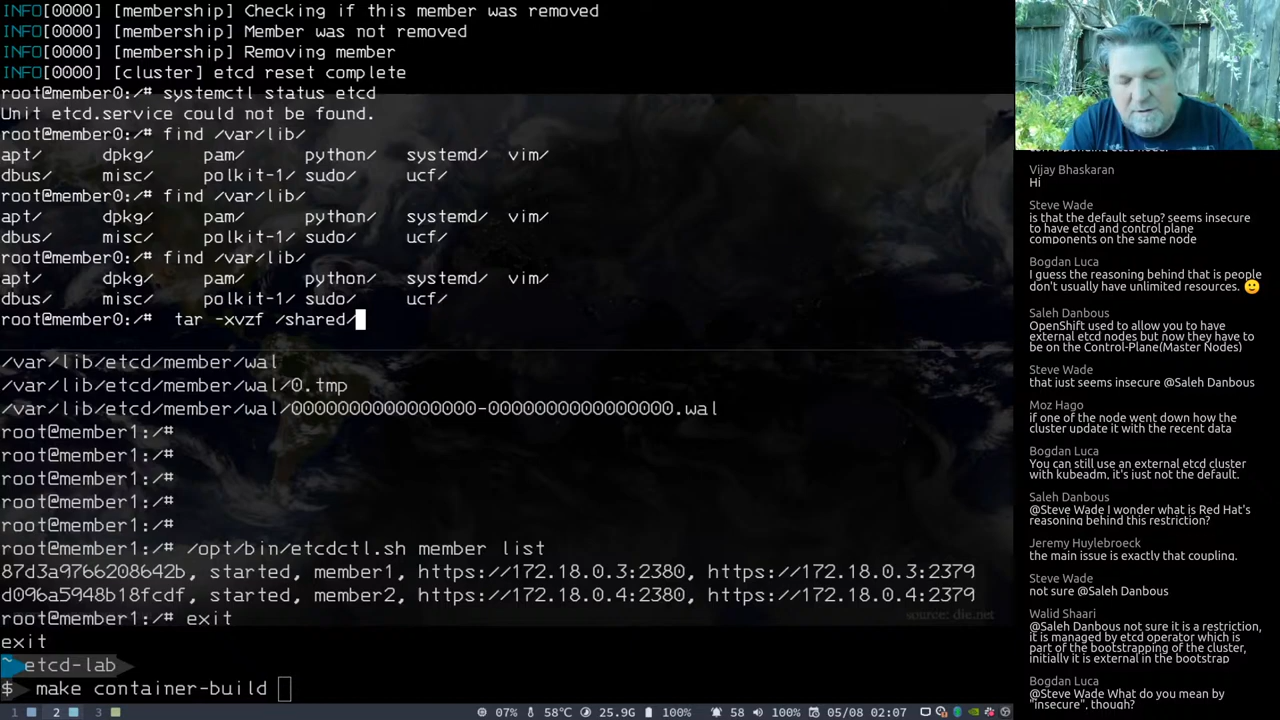 INFO[0000] [membership] Checking if this member was removed
INFO[0000] [membership] Member was not removed
INFO[0000] [membership] Removing member
INFO[0000] [cluster] etcd reset complete
root@member0:/# systemctl status etcd
Unit etcd.service could not be found.
root@member0:/# find /var/lib/
apt/ dpkg/ pam/ python/ systemd/ vim/
dbus/ misc/ polkit-1/ sudo/ ucf/
root@member0:/# find /var/lib/
apt/ dpkg/ pam/ python/ systemd/ vim/
dbus/ misc/ polkit-1/ sudo/ ucf/
root@member0:/# find /var/lib/
apt/ dpkg/ pam/ python/ systemd/ vim/
dbus/ misc/ polkit-1/ sudo/ ucf/
root@member0:/# tar -xvzf /shared/
/var/lib/etcd/member/wal
/var/lib/etcd/member/wal/0.tmp
/var/lib/etcd/member/wal/0000000000000000-0000000000000000.wal
root@member1:/#
root@member1:/#
root@member1:/#
root@member1:/#
root@member1:/#
root@member1:/# /opt/bin/etcdctl.sh member list
87d3a9766208642b, started, member1, https://172.18.0.3:2380, https://172.18.0.3:2379
d096a5948b18fcdf, started, member2, https://172.18.0.4:2380, https://172.18.0.4:2379
root@member1:/# exit
source: die.net
exit
~ etcd-lab
$ make container-build
1 2 3 07% 58°C 25.9G 100% 58 100% 05/08 02:07
Vijay Bhaskaran
Hi
Steve Wade
is that the default setup? seems insecure
to have etcd and control plane
components on the same node
Bogdan Luca
I guess the reasoning behind that is people
don't usually have unlimited resources. 🙂
Saleh Danbous
OpenShift used to allow you to have
external etcd nodes but now they have to
be on the Control-Plane(Master Nodes)
Steve Wade
that just seems insecure @Saleh Danbous
Moz Hago
if one of the node went down how the
cluster update it with the recent data
Bogdan Luca
You can still use an external etcd cluster
with kubeadm, it's just not the default.
Saleh Danbous
@Steve Wade I wonder what is Red Hat's
reasoning behind this restriction?
Jeremy Huylebroeck
the main issue is exactly that coupling.
Steve Wade
not sure @Saleh Danbous
Walid Shaari
@Saleh Danbous not sure it is a restriction,
it is managed by etcd operator which is
part of the bootstrapping of the cluster,
initially it is external in the bootstrap
Bogdan Luca
@Steve Wade What do you mean by
"insecure", though?